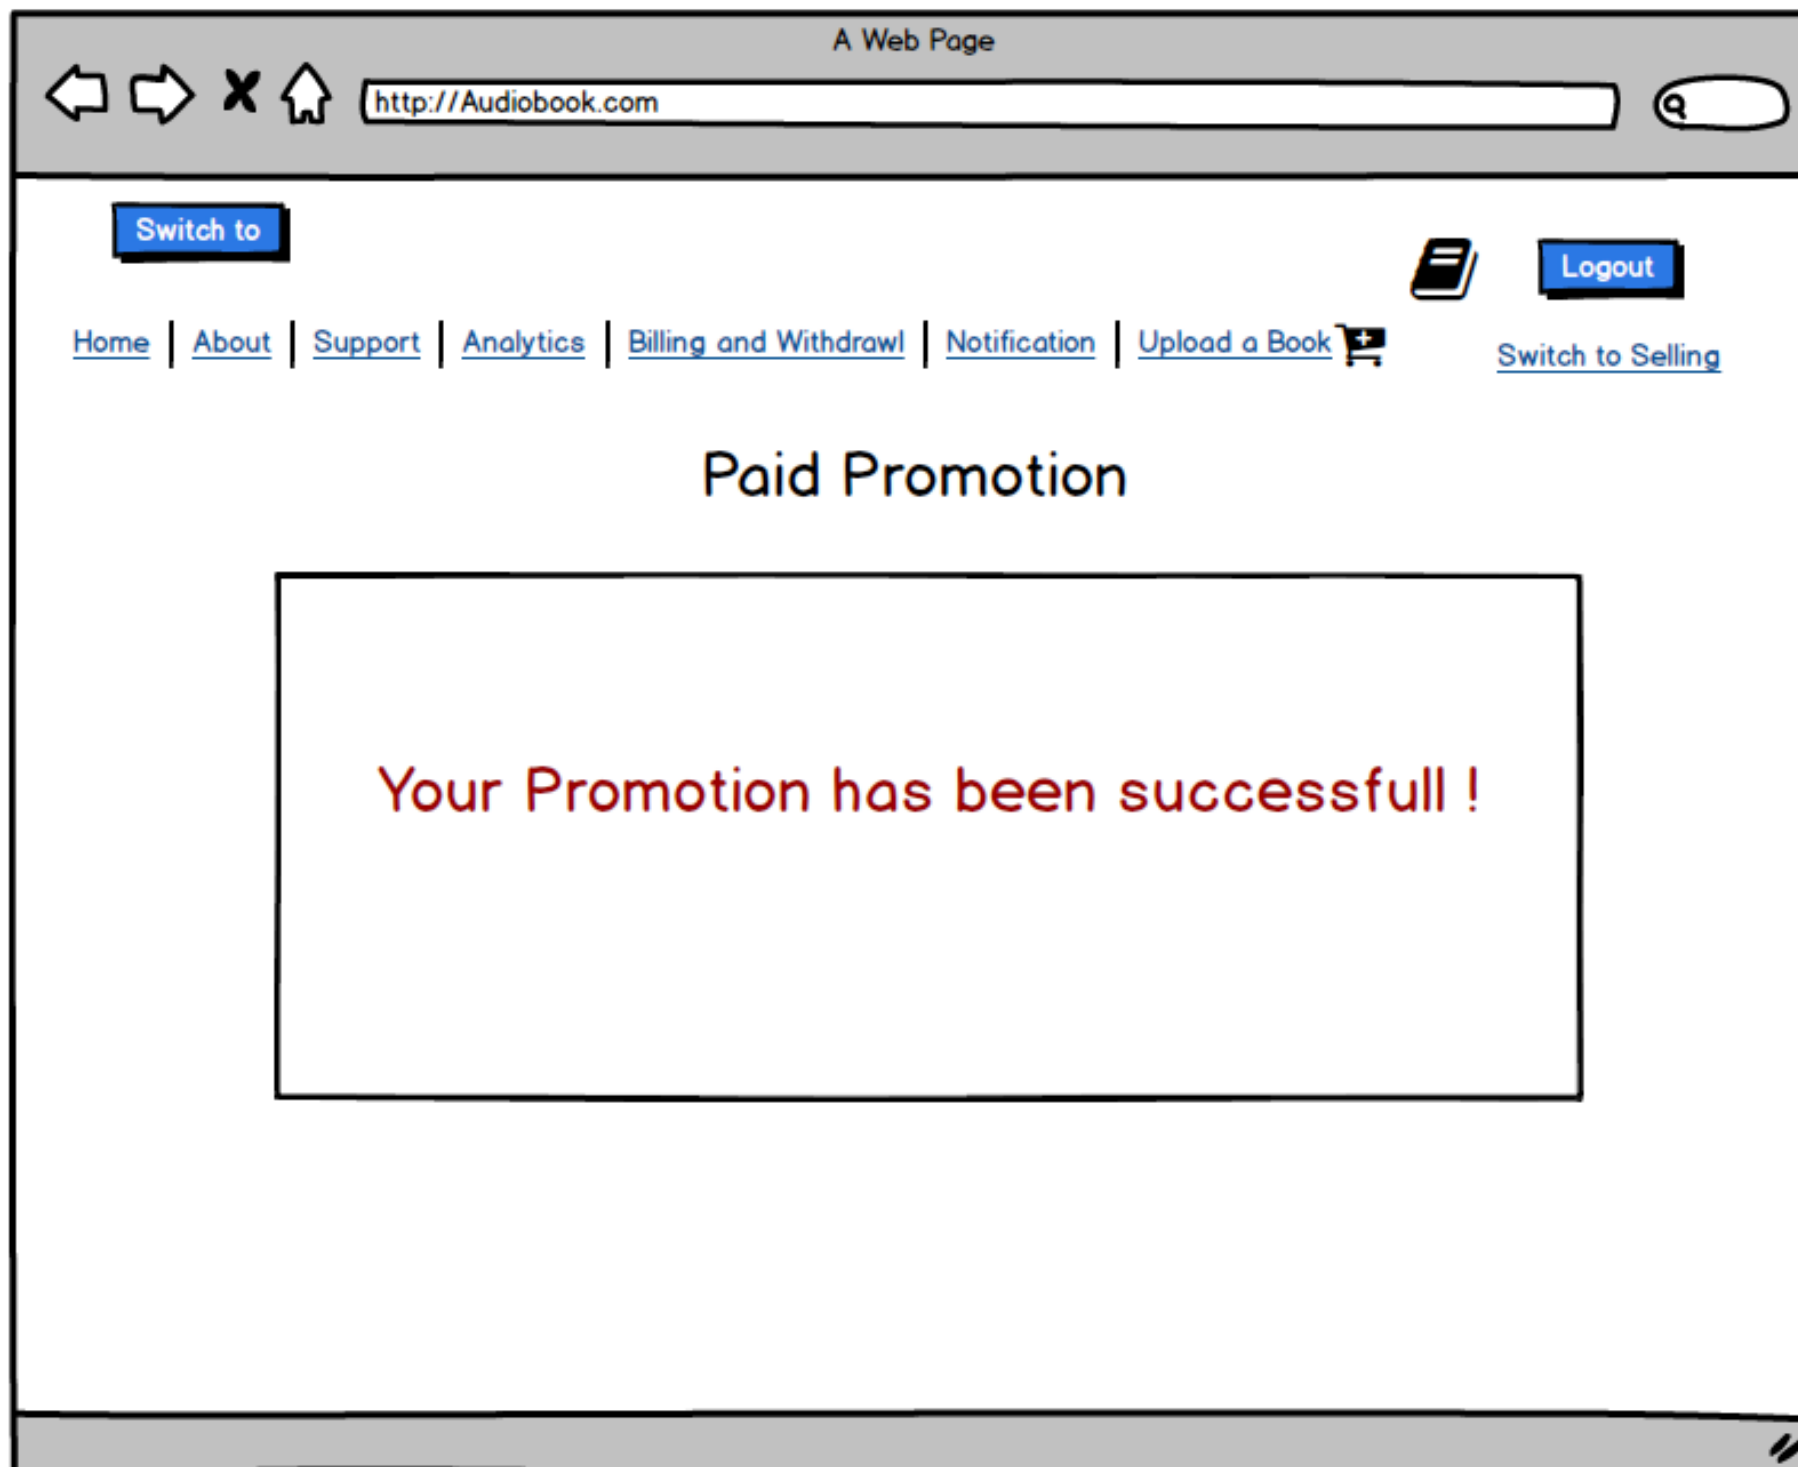 A Web Page
http://Audiobook.com
Switch to
Logout
Home | About | Support | Analytics | Billing and Withdrawl | Notification | Upload a Book
Switch to Selling
Paid Promotion
Your Promotion has been successfull !